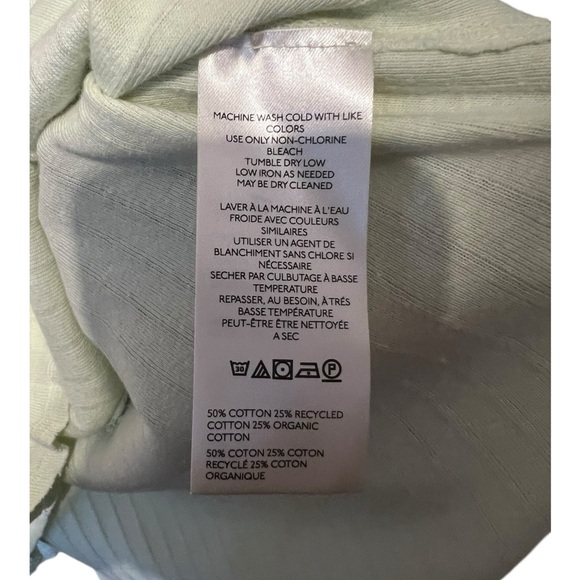 MACHINE WASH COLD WITH LIKE
COLORS
USE ONLY NON-CHLORINE
BLEACH
TUMBLE DRY LOW
LOW IRON AS NEEDED
MAY BE DRY CLEANED
LAVER À LA MACHINE À L'EAU
FROIDE AVEC COULEURS
SIMILAIRES
UTILISER UN AGENT DE
BLANCHIMENT SANS CHLORE SI
NÉCESSAIRE
SECHER PAR CULBUTAGE À BASSE
TEMPERATURE
REPASSER, AU BESOIN, À TRÉS
BASSE TEMPÉRATURE
PEUT-ÊTRE ÊTRE NETTOYÉE
A SEC
30 P
50% COTTON 25% RECYCLED
COTTON 25% ORGANIC
COTTON
50% COTON 25% COTON
RECYCLÉ 25% COTON
ORGANIQUE